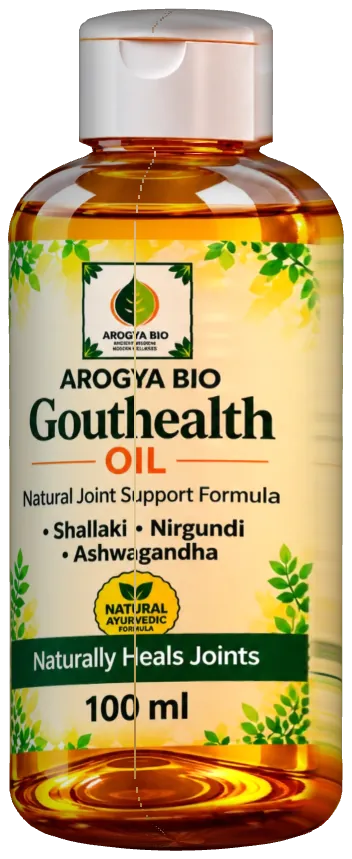 AROGYA BIO
AROGYA BIO
Gouthealth
OIL
Natural Joint Support Formula
• Shallaki • Nirgundi
• Ashwagandha
NATURAL
AYURVEDIC
FORMULA
Naturally Heals Joints
100 ml